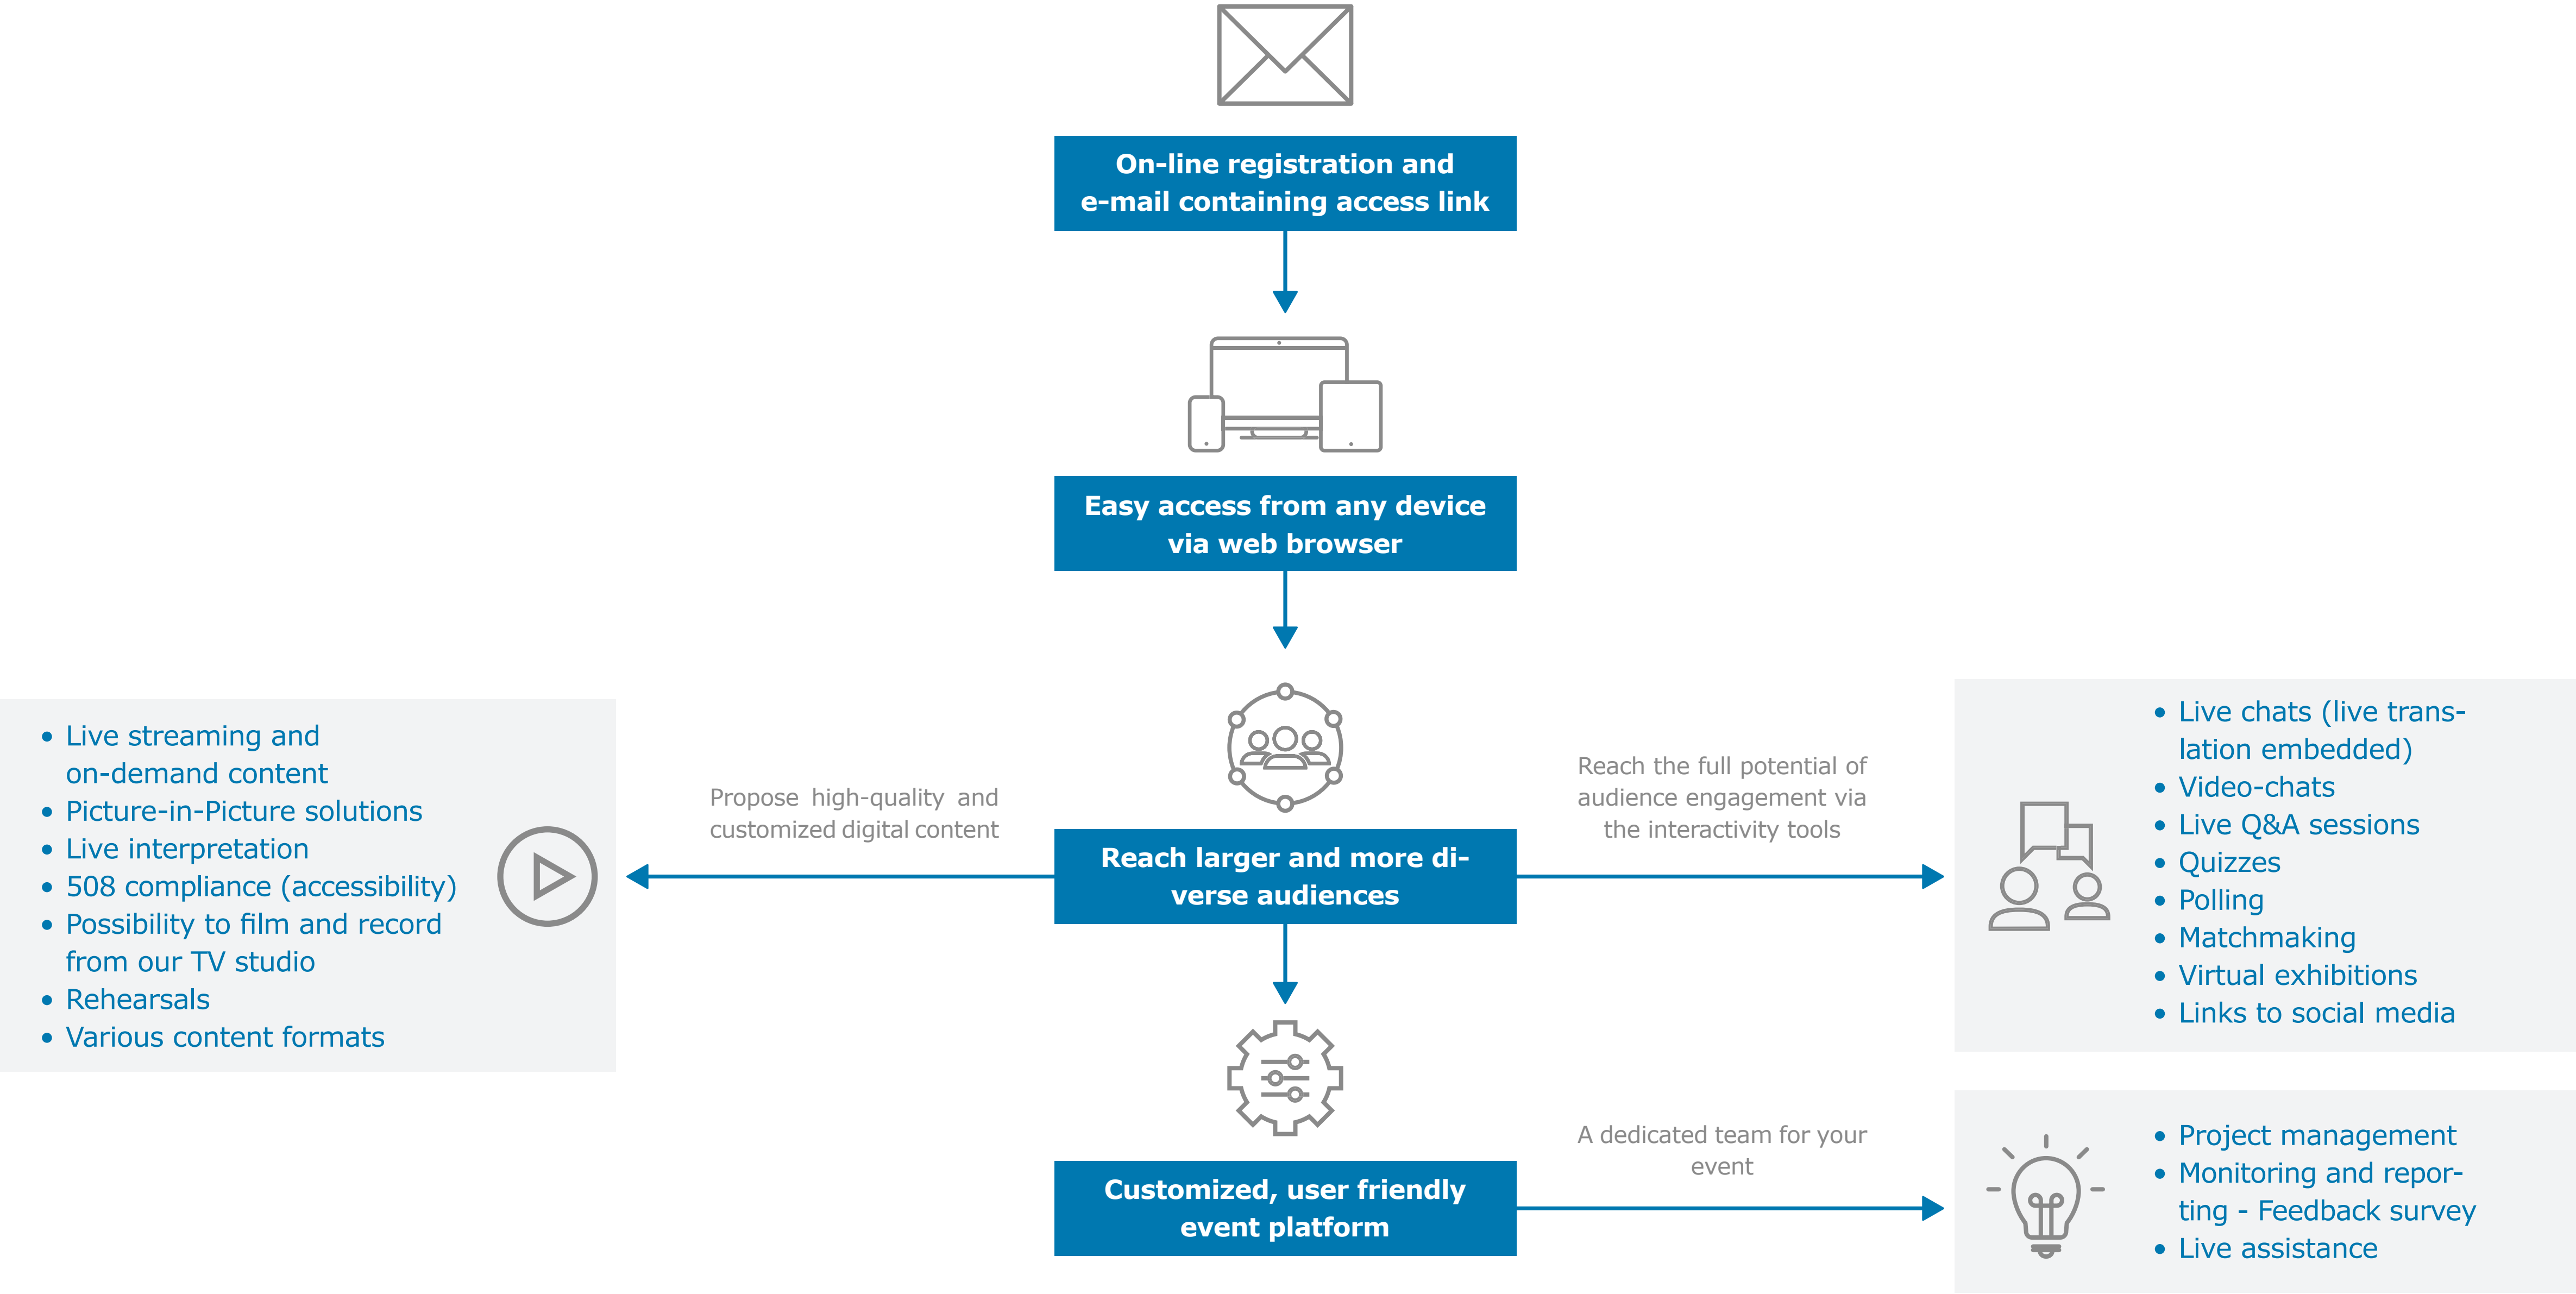 On-line registration and
e-mail containing access link
Easy access from any device
via web browser
• Live streaming and
on-demand content
• Picture-in-Picture solutions
• Live interpretation
• 508 compliance (accessibility)
• Possibility to film and record
from our TV studio
• Rehearsals
• Various content formats
Propose high-quality and
customized digital content
Reach larger and more di-
verse audiences
Reach the full potential of
audience engagement via
the interactivity tools
• Live chats (live trans-
lation embedded)
• Video-chats
• Live Q&A sessions
• Quizzes
• Polling
• Matchmaking
• Virtual exhibitions
• Links to social media
Customized, user friendly
event platform
A dedicated team for your
event
• Project management
• Monitoring and repor-
ting - Feedback survey
• Live assistance